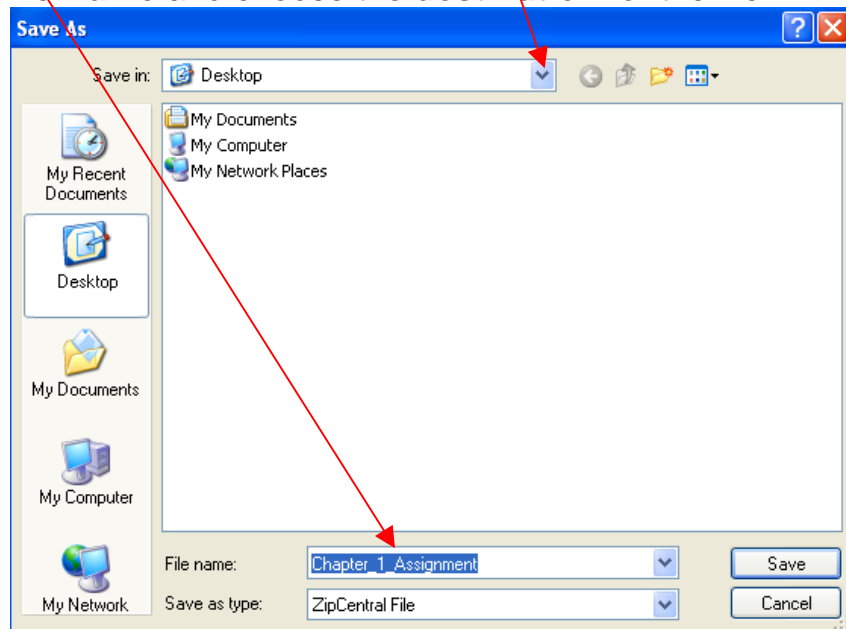 Save As
Save in:
Desktop
My Documents
My Computer
My Network Places
My Recent
Documents
Desktop
My Documents
My Computer
My Network
File name:
Chapter_1_Assignment
Save
Save as type:
ZipCentral File
Cancel